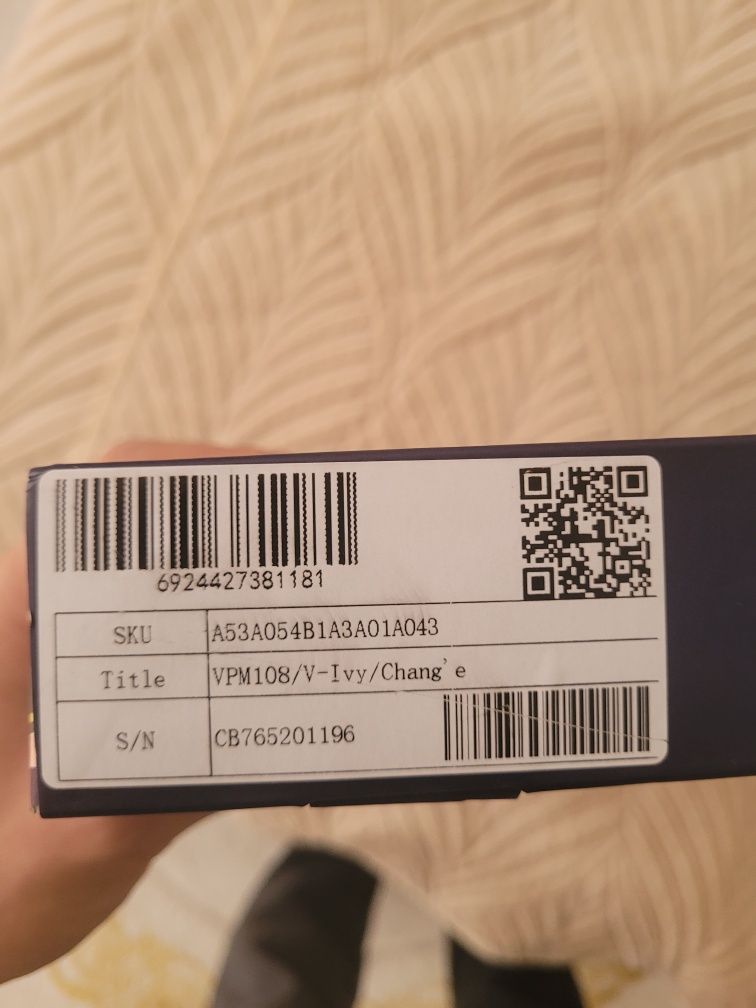 6924427381181
SKU A53A054B1A3A01A043
Title VPM108/V-Ivy/Chang'e
S/N CB765201196